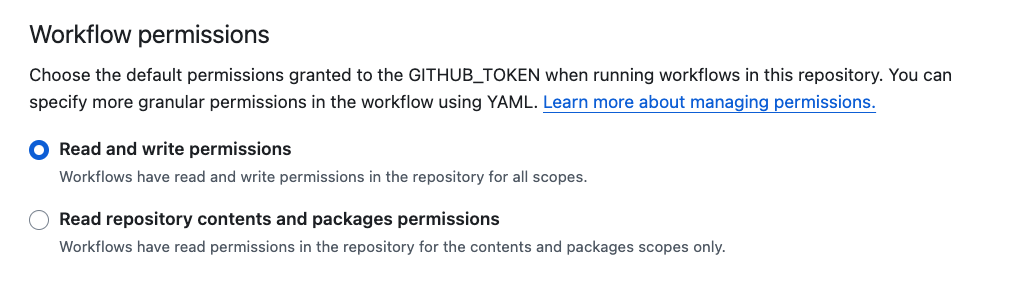 Workflow permissions
Choose the default permissions granted to the GITHUB_TOKEN when running workflows in this repository. You can
specify more granular permissions in the workflow using YAML. Learn more about managing permissions.
Read and write permissions
Workflows have read and write permissions in the repository for all scopes.
Read repository contents and packages permissions
Workflows have read permissions in the repository for the contents and packages scopes only.